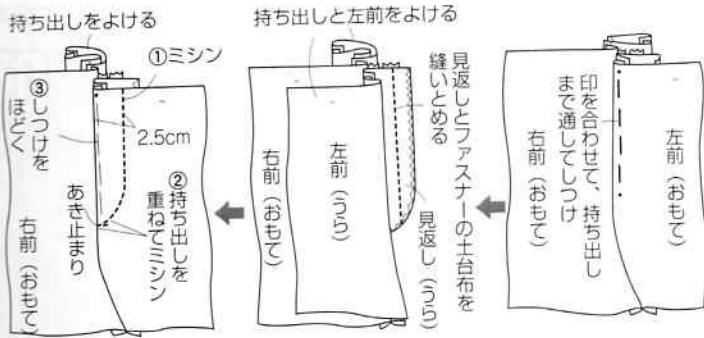 左前（おもて）
印を合わせて、持ち出し
まで通してしつけ
右前（おもて）
持ち出しと左前をよける
見返しとファスナーの土台布を
縫いとめる
見返し（うら）
左前（うら）
右前（おもて）
持ち出しをよける
①ミシン
2.5cm
②持ち出しを
重ねてミシン
③しつけを
ほどく
あき止まり
右前（おもて）